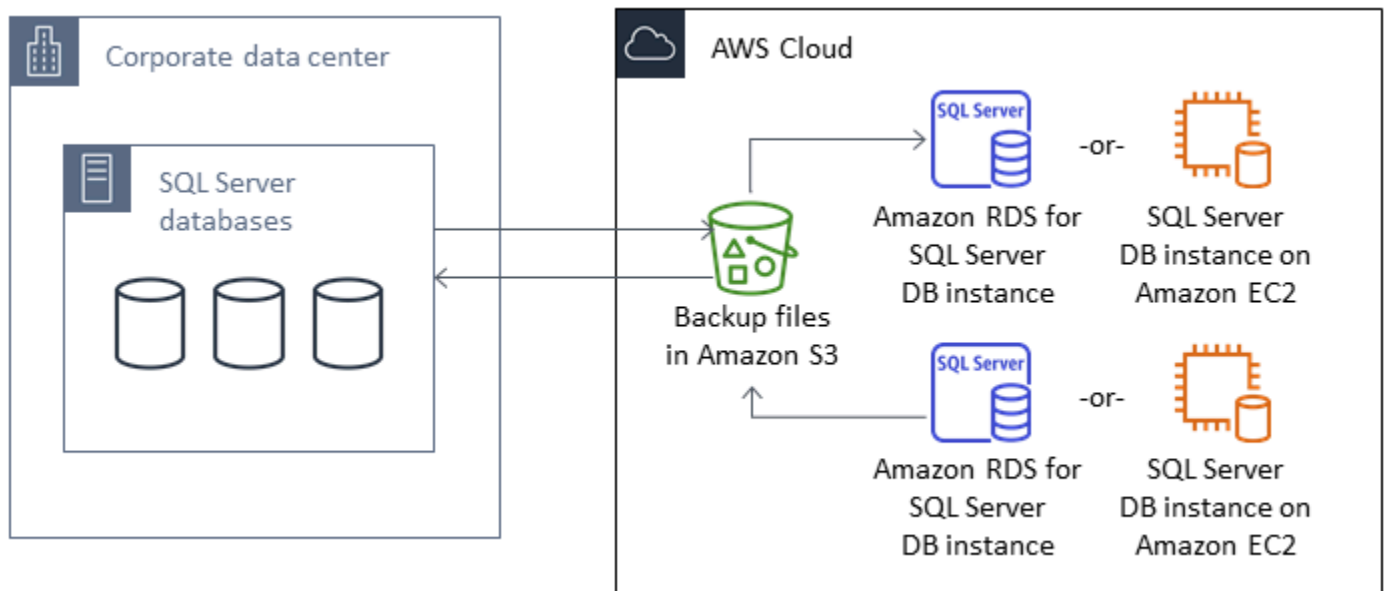 Corporate data center
SQL Server
databases
AWS Cloud
SQL Server
-or-
Amazon RDS for
SQL Server
DB instance
SQL Server
DB instance on
Amazon EC2
Backup files
in Amazon S3
SQL Server
-or-
Amazon RDS for
SQL Server
DB instance
SQL Server
DB instance on
Amazon EC2